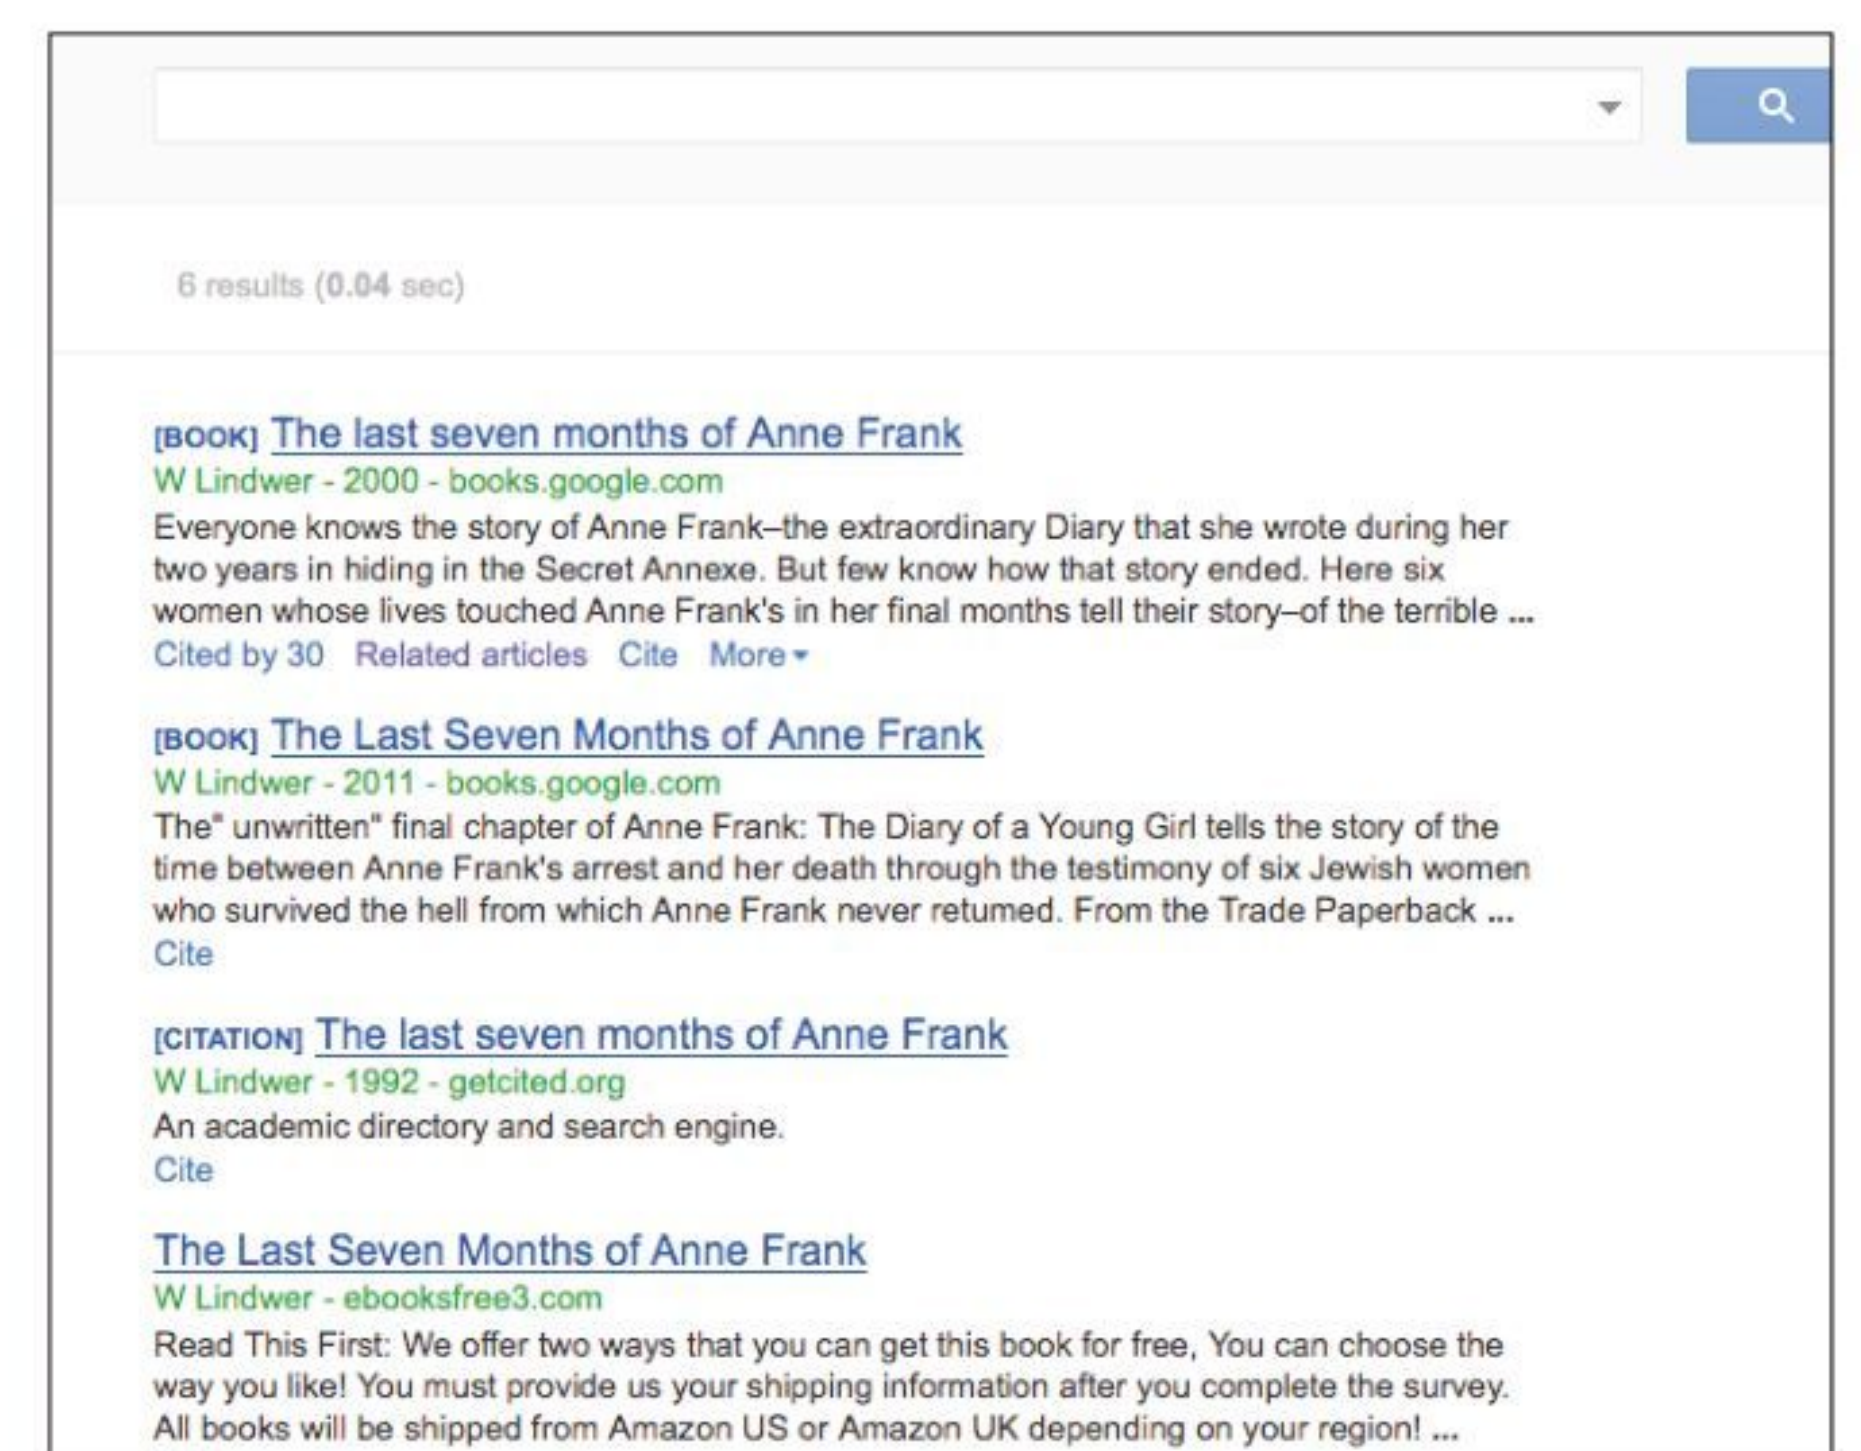 6 results (0.04 sec)
[BOOK] The last seven months of Anne Frank
W Lindwer - 2000 - books.google.com
Everyone knows the story of Anne Frank–the extraordinary Diary that she wrote during her
two years in hiding in the Secret Annexe. But few know how that story ended. Here six
women whose lives touched Anne Frank's in her final months tell their story–of the terrible ...
Cited by 30 Related articles Cite More
[BOOK] The Last Seven Months of Anne Frank
W Lindwer - 2011 - books.google.com
The" unwritten" final chapter of Anne Frank: The Diary of a Young Girl tells the story of the
time between Anne Frank's arrest and her death through the testimony of six Jewish women
who survived the hell from which Anne Frank never returned. From the Trade Paperback ...
Cite
[CITATION] The last seven months of Anne Frank
W Lindwer - 1992 - getcited.org
An academic directory and search engine.
Cite
The Last Seven Months of Anne Frank
W Lindwer - ebooksfree3.com
Read This First: We offer two ways that you can get this book for free, You can choose the
way you like! You must provide us your shipping information after you complete the survey.
All books will be shipped from Amazon US or Amazon UK depending on your region! ...